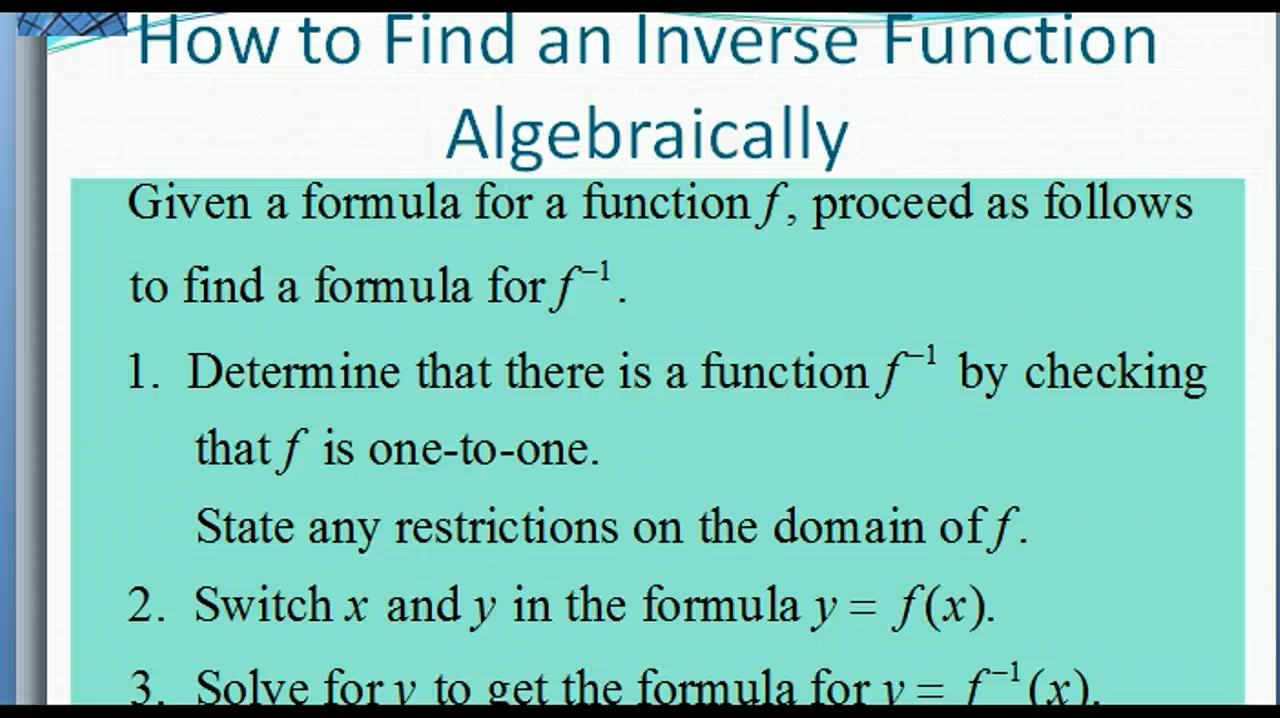 How to Find an Inverse Function
Algebraically
Given a formula for a function f, proceed as follows
to find a formula for f⁻¹.
1. Determine that there is a function f⁻¹ by checking
that f is one-to-one.
State any restrictions on the domain of f.
2. Switch x and y in the formula y = f(x).
3. Solve for y to get the formula for y = f⁻¹(x).